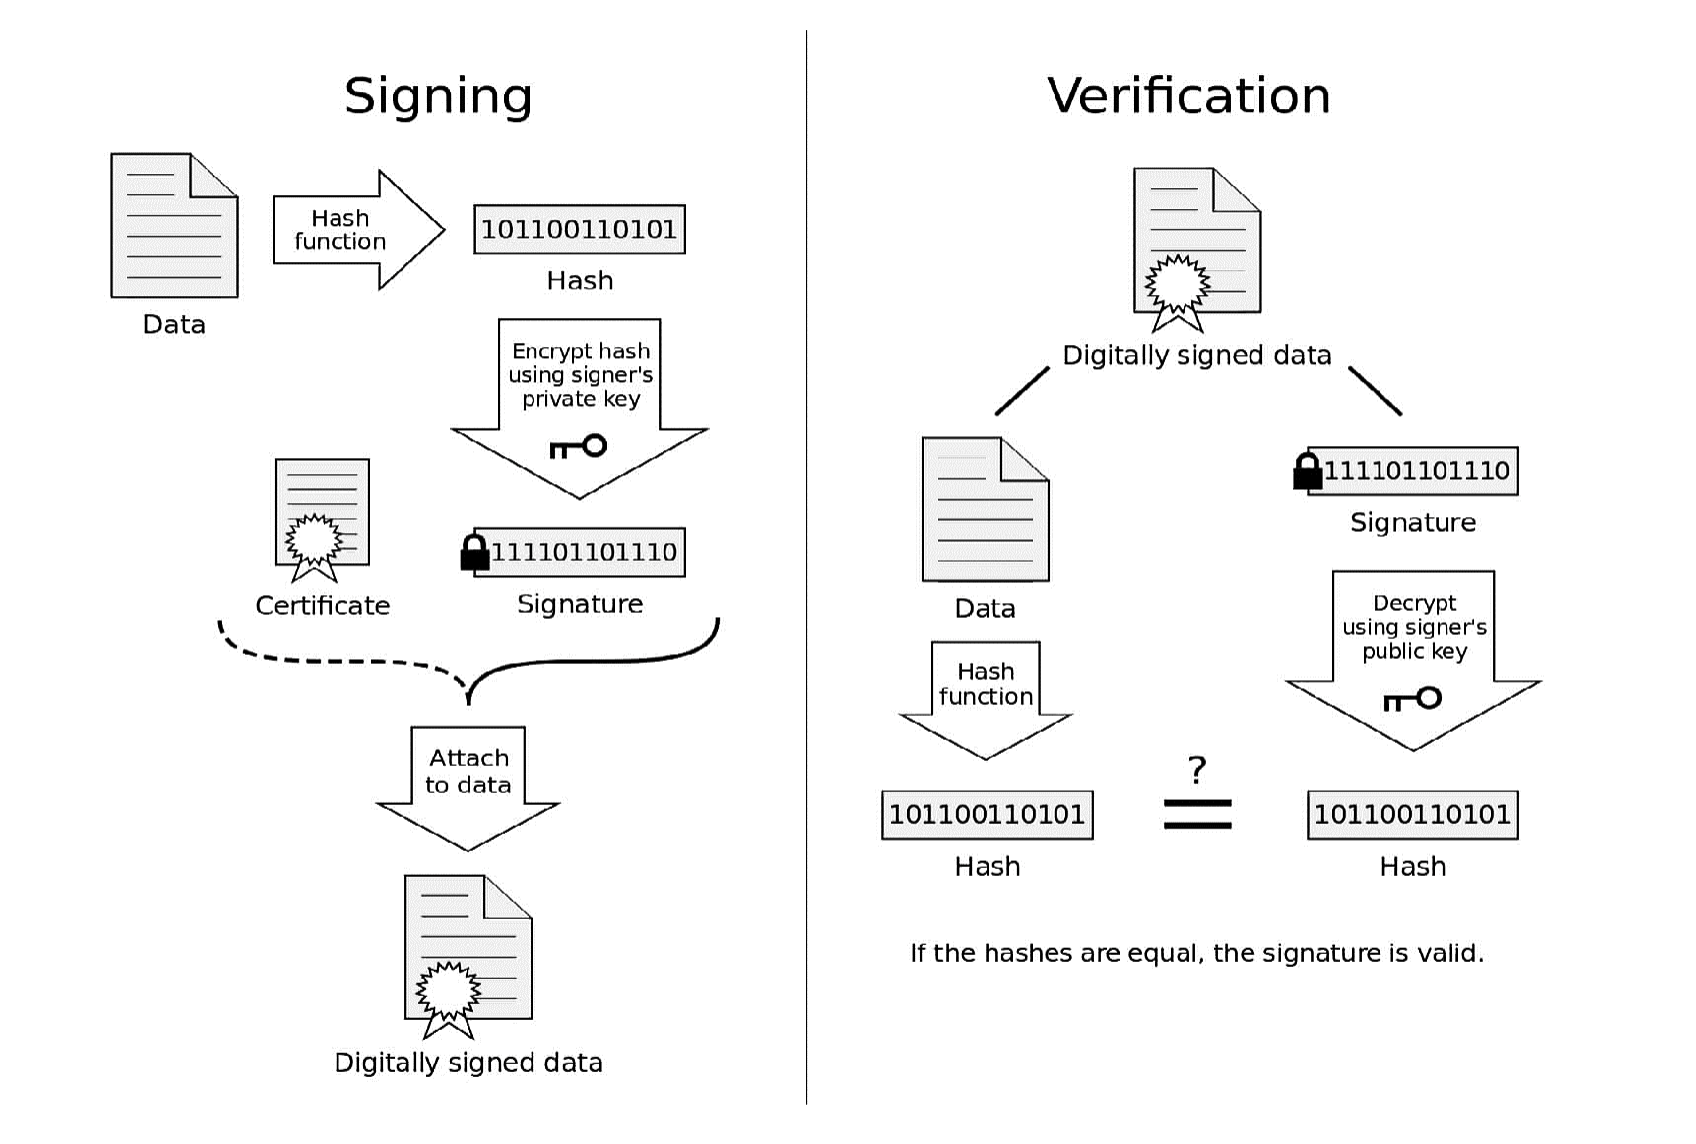 Signing
Hash
function
101100110101
Hash
Data
Encrypt hash
using signer's
private key
111101101110
Certificate
Signature
Attach
to data
Digitally signed data
Verification
Digitally signed data
111101101110
Signature
Data
Decrypt
using signer's
public key
Hash
function
?
=
101100110101
101100110101
Hash
Hash
If the hashes are equal, the signature is valid.